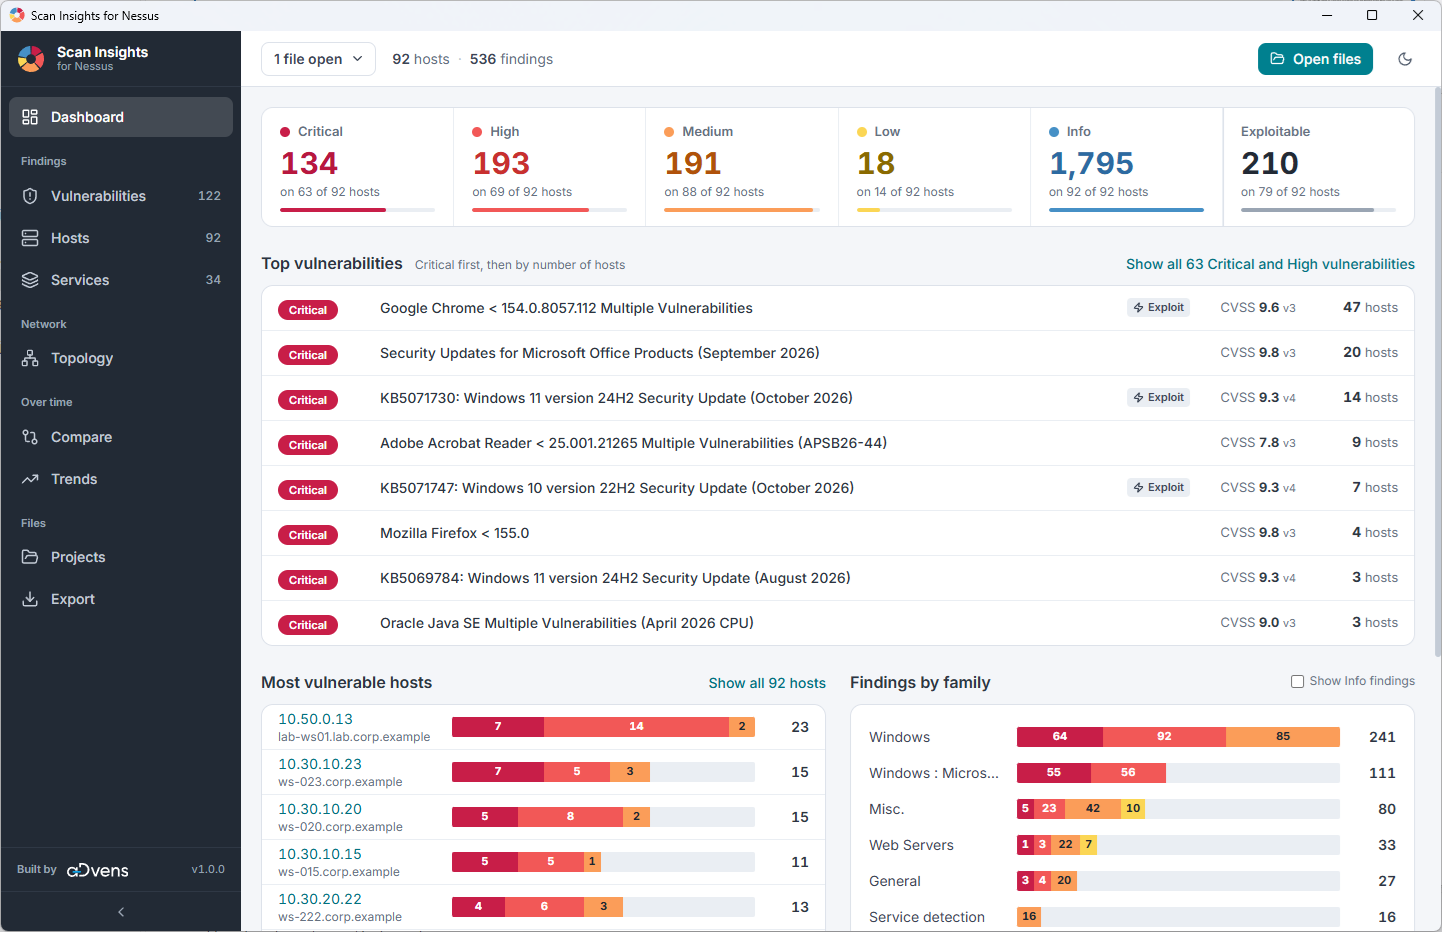 Scan Insights for Nessus
Scan Insights
for Nessus
Dashboard
Findings
Vulnerabilities 122
Hosts 92
Services 34
Network
Topology
Over time
Compare
Trends
Files
Projects
Export
Built by aDvens v1.0.0
1 file open 92 hosts · 536 findings Open files
Critical
134
on 63 of 92 hosts
High
193
on 69 of 92 hosts
Medium
191
on 88 of 92 hosts
Low
18
on 14 of 92 hosts
Info
1,795
on 92 of 92 hosts
Exploitable
210
on 79 of 92 hosts
Top vulnerabilities Critical first, then by number of hosts Show all 63 Critical and High vulnerabilities
Critical Google Chrome < 154.0.8057.112 Multiple Vulnerabilities Exploit CVSS 9.6 v3 47 hosts
Critical Security Updates for Microsoft Office Products (September 2026) CVSS 9.8 v3 20 hosts
Critical KB5071730: Windows 11 version 24H2 Security Update (October 2026) Exploit CVSS 9.3 v4 14 hosts
Critical Adobe Acrobat Reader < 25.001.21265 Multiple Vulnerabilities (APSB26-44) CVSS 7.8 v3 9 hosts
Critical KB5071747: Windows 10 version 22H2 Security Update (October 2026) Exploit CVSS 9.3 v4 7 hosts
Critical Mozilla Firefox < 155.0 CVSS 9.8 v3 4 hosts
Critical KB5069784: Windows 11 version 24H2 Security Update (August 2026) CVSS 9.3 v4 3 hosts
Critical Oracle Java SE Multiple Vulnerabilities (April 2026 CPU) CVSS 9.0 v3 3 hosts
Most vulnerable hosts Show all 92 hosts
10.50.0.13 7 14 2 23
lab-ws01.lab.corp.example
10.30.10.23 7 5 3 15
ws-023.corp.example
10.30.10.20 5 8 2 15
ws-020.corp.example
10.30.10.15 5 5 1 11
ws-015.corp.example
10.30.20.22 4 6 3 13
ws-222.corp.example
Findings by family Show Info findings
Windows 64 92 85 241
Windows : Micros... 55 56 111
Misc. 5 23 42 10 80
Web Servers 1 3 22 7 33
General 3 4 20 27
Service detection 16 16